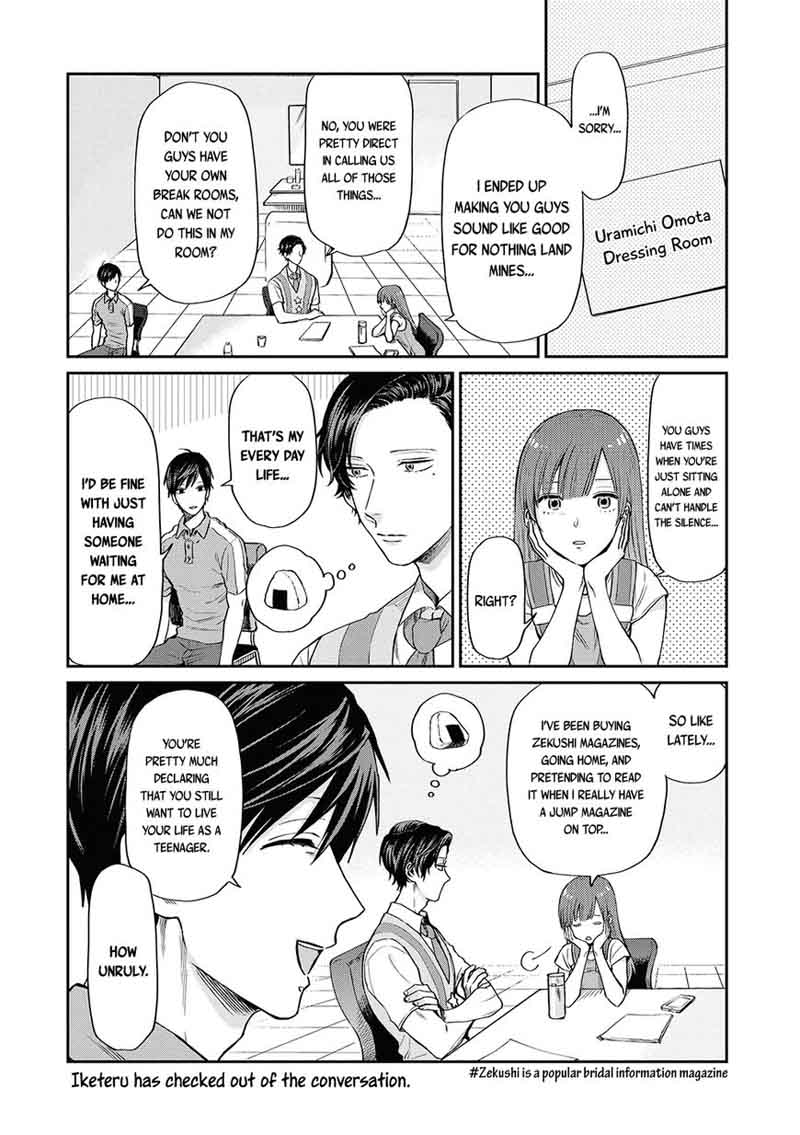 ...I'M
SORRY...
Uramichi Omota
Dressing Room
I ENDED UP
MAKING YOU GUYS
SOUND LIKE GOOD
FOR NOTHING LAND
MINES...
NO, YOU WERE
PRETTY DIRECT
IN CALLING US
ALL OF THOSE
THINGS...
DON'T YOU
GUYS HAVE
YOUR OWN
BREAK ROOMS,
CAN WE NOT
DO THIS IN MY
ROOM?
YOU GUYS
HAVE TIMES
WHEN YOU'RE
JUST SITTING
ALONE AND
CAN'T HANDLE
THE SILENCE...
RIGHT?
THAT'S MY
EVERY DAY
LIFE...
I'D BE FINE
WITH JUST
HAVING
SOMEONE
WAITING
FOR ME AT
HOME...
SO LIKE
LATELY...
I'VE BEEN BUYING
ZEKUSHI MAGAZINES,
GOING HOME, AND
PRETENDING TO READ
IT WHEN I REALLY HAVE
A JUMP MAGAZINE
ON TOP...
YOU'RE
PRETTY MUCH
DECLARING
THAT YOU STILL
WANT TO LIVE
YOUR LIFE AS A
TEENAGER.
HOW
UNRULY.
Iketeru has checked out of the conversation.
#Zekushi is a popular bridal information magazine